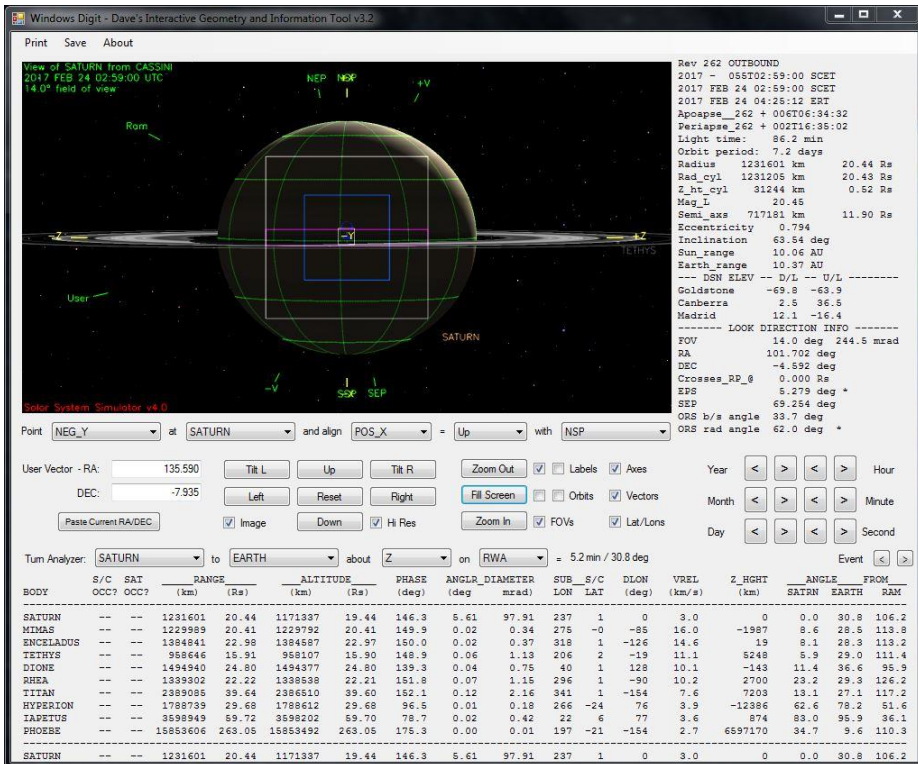 Windows Digit - Dave's Interactive Geometry and Information Tool v3.2
Print Save About
View of SATURN from CASSINI
2017 FEB 24 02:59:00 UTC
14.0° field of view
NEP +V
Ram
-Z -Y +Z
TETHYS
User
SATURN
-V SEP
Solar System Simulator v4.0
Rev 262 OUTBOUND
2017 - 055T02:59:00 SCET
2017 FEB 24 02:59:00 SCET
2017 FEB 24 04:25:12 ERT
Apoapse__262 + 006T06:34:32
Periapse_262 + 002T16:35:02
Light time: 86.2 min
Orbit period: 7.2 days
Radius 1231601 km 20.44 Rs
Rad_cyl 1231205 km 20.43 Rs
Z_ht_cyl 31244 km 0.52 Rs
Mag_L 20.45
Semi_axs 717181 km 11.90 Rs
Eccentricity 0.794
Inclination 63.54 deg
Sun_range 10.06 AU
Earth_range 10.37 AU
--- DSN ELEV -- D/L -- U/L --------
Goldstone -69.8 -63.9
Canberra 2.5 36.5
Madrid 12.1 -16.4
------- LOOK DIRECTION INFO -------
FOV 14.0 deg 244.5 mrad
RA 101.702 deg
DEC -4.592 deg
Crosses_RP_@ 0.000 Rs
EPS 5.279 deg *
SEP 69.254 deg
ORS b/s angle 33.7 deg
ORS rad angle 62.0 deg *
Point NEG_Y at SATURN and align POS_X = Up with NSP
User Vector - RA: 135.590 Tilt L Up Tilt R Zoom Out Labels Axes Year < > < > Hour
DEC: -7.935 Left Reset Right Fill Screen Orbits Vectors Month < > < > Minute
Paste Current RA/DEC Image Down Hi Res Zoom In FOVs Lat/Lons Day < > < > Second
Turn Analyzer: SATURN to EARTH about Z on RWA = 5.2 min / 30.8 deg Event < >
S/C SAT RANGE ALTITUDE PHASE ANGLR_DIAMETER SUB__S/C DLON VREL Z_HGHT ANGLE FROM
BODY OCC? OCC? (km) (Rs) (km) (Rs) (deg) (deg mrad) LON LAT (deg) (km/s) (km) SATRN EARTH RAM
SATURN -- -- 1231601 20.44 1171337 19.44 146.3 5.61 97.91 237 1 0 3.0 0 0.0 30.8 106.2
MIMAS -- -- 1229989 20.41 1229792 20.41 149.9 0.02 0.34 275 -0 -85 16.0 -1987 8.6 28.5 113.8
ENCELADUS -- -- 1384841 22.98 1384587 22.97 150.0 0.02 0.37 318 1 -126 14.6 19 8.1 28.3 113.2
TETHYS -- -- 958646 15.91 958107 15.90 148.9 0.06 1.13 206 2 -19 11.1 5248 5.9 29.0 111.4
DIONE -- -- 1494940 24.80 1494377 24.80 139.3 0.04 0.75 40 1 128 10.1 -143 11.4 36.6 95.9
RHEA -- -- 1339302 22.22 1338538 22.21 151.8 0.07 1.15 296 1 -90 10.2 2700 23.2 29.3 126.2
TITAN -- -- 2389085 39.64 2386510 39.60 152.1 0.12 2.16 341 1 -154 7.6 7203 13.1 27.1 117.2
HYPERION -- -- 1788739 29.68 1788612 29.68 96.5 0.01 0.18 266 -24 76 3.9 -12386 62.6 78.2 51.6
IAPETUS -- -- 3598949 59.72 3598202 59.70 78.7 0.02 0.42 22 6 77 3.6 874 83.0 95.9 36.1
PHOEBE -- -- 15853606 263.05 15853492 263.05 175.3 0.00 0.01 197 -21 -154 2.7 6597170 34.7 9.6 110.3
SATURN -- -- 1231601 20.44 1171337 19.44 146.3 5.61 97.91 237 1 0 3.0 0 0.0 30.8 106.2